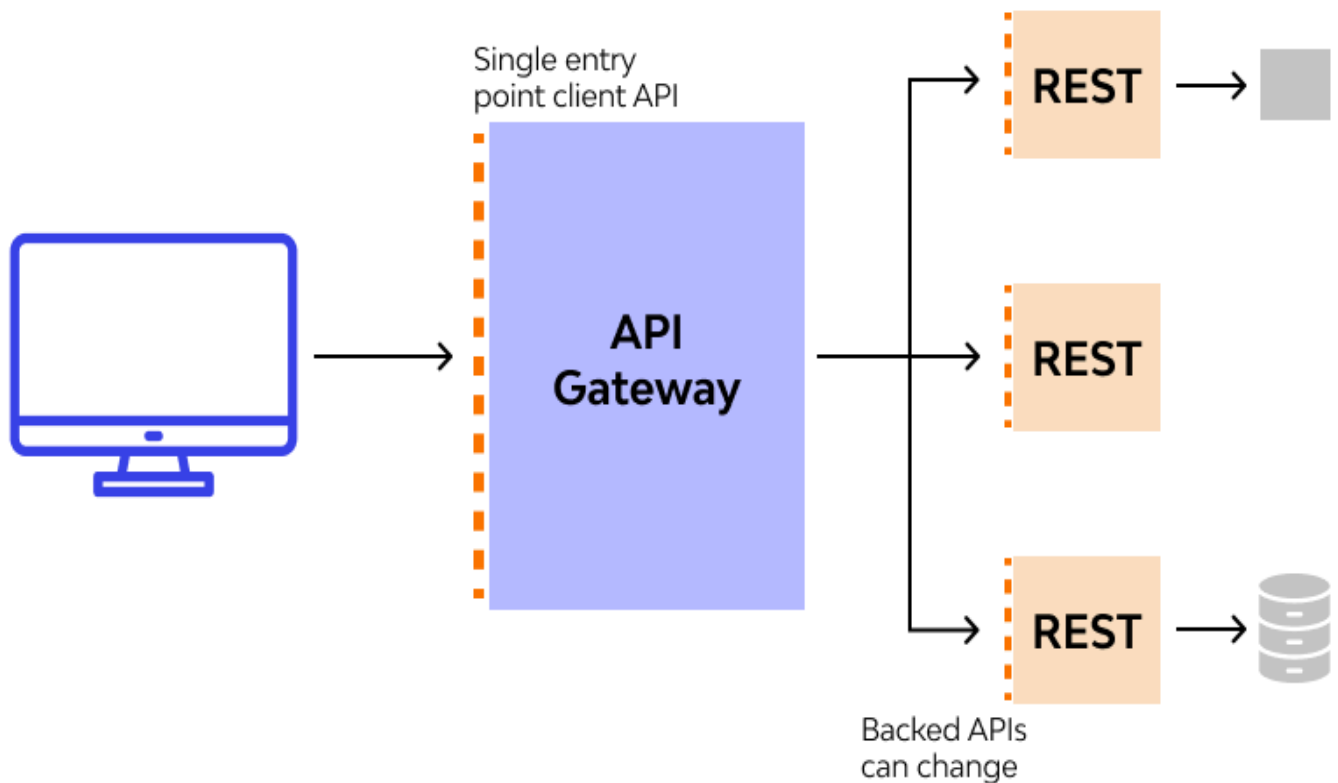 Single entry
point client API
API
Gateway
REST
REST
REST
Backed APIs
can change